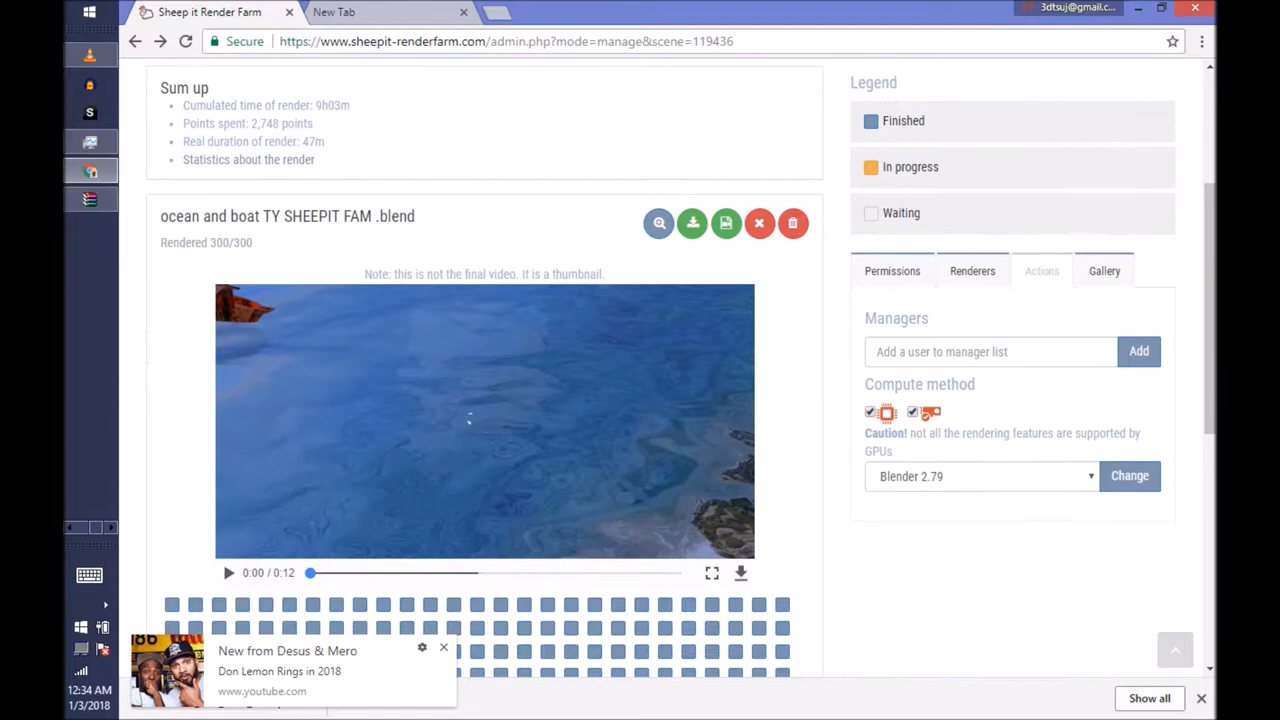 Sheep it Render Farm
New Tab
3dtsuj@gmail.c...
Secure https://www.sheepit-renderfarm.com/admin.php?mode=manage&scene=119436
Sum up
Cumulated time of render: 9h03m
Points spent: 2,748 points
Real duration of render: 47m
Statistics about the render
ocean and boat TY SHEEPIT FAM .blend
Rendered 300/300
Note: this is not the final video. It is a thumbnail.
0:00 / 0:12
Legend
Finished
In progress
Waiting
Permissions Renderers Actions Gallery
Managers
Add a user to manager list Add
Compute method
Caution! not all the rendering features are supported by
GPUs
Blender 2.79 Change
New from Desus & Mero
Don Lemon Rings in 2018
www.youtube.com
S
12:34 AM
1/3/2018
Show all